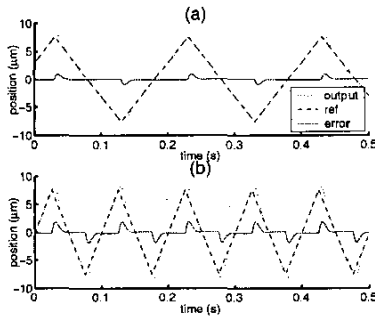 (a)
10
5
0
-5
-10
position (μm)
output
ref
error
0 0.1 0.2 0.3 0.4 0.5
time (s)
(b)
10
5
0
-5
-10
position (μm)
0 0.1 0.2 0.3 0.4 0.5
time (s)